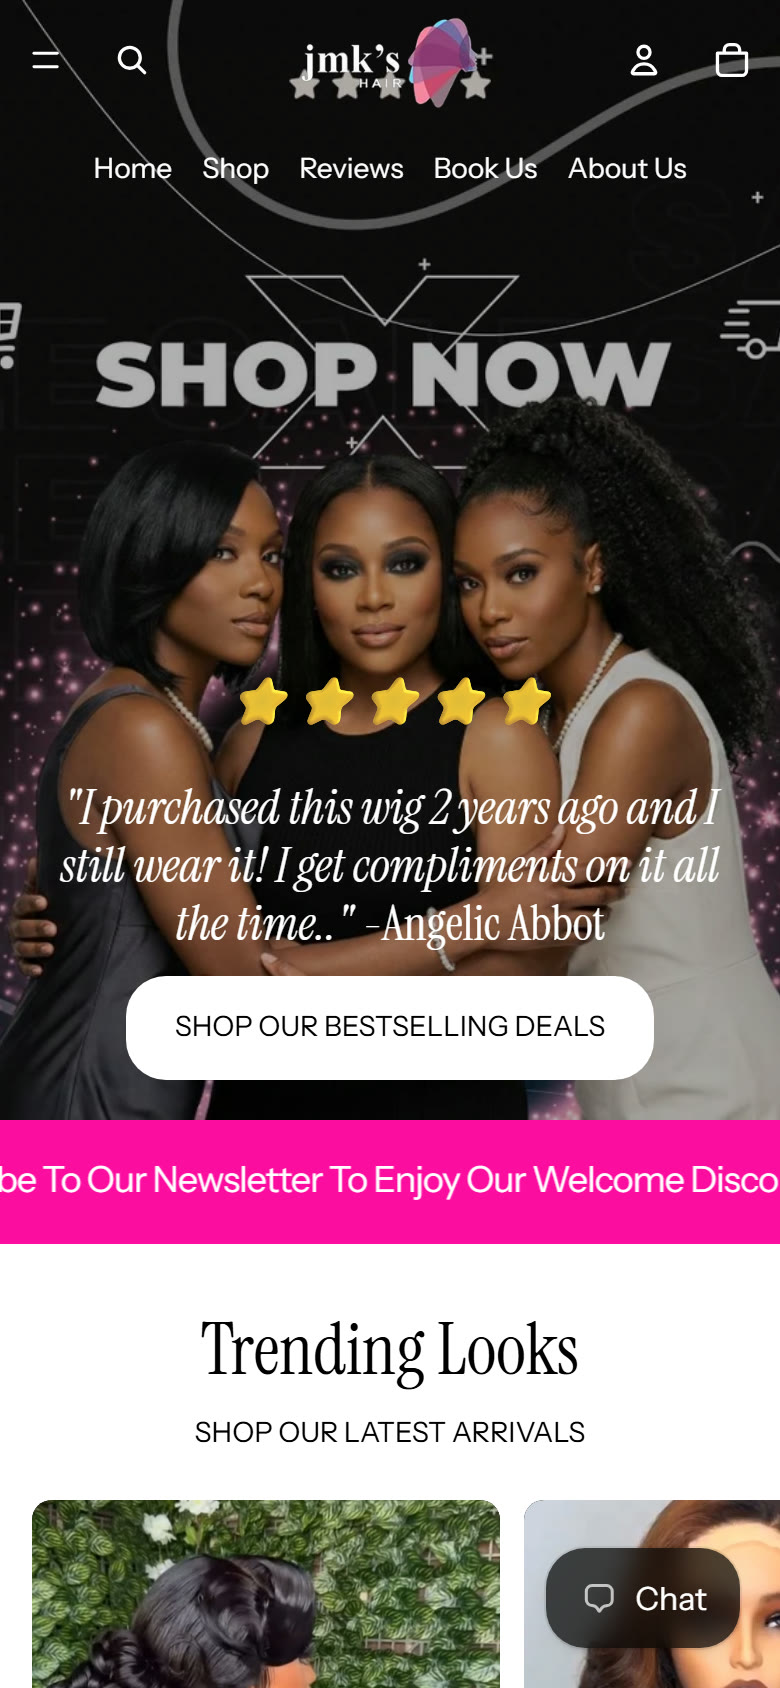 jmk's
HAIR
Home Shop Reviews Book Us About Us
SHOP NOW
"I purchased this wig 2 years ago and I
still wear it! I get compliments on it all
the time.. " -Angelic Abbot
SHOP OUR BESTSELLING DEALS
be To Our Newsletter To Enjoy Our Welcome Disco
Trending Looks
SHOP OUR LATEST ARRIVALS
Chat